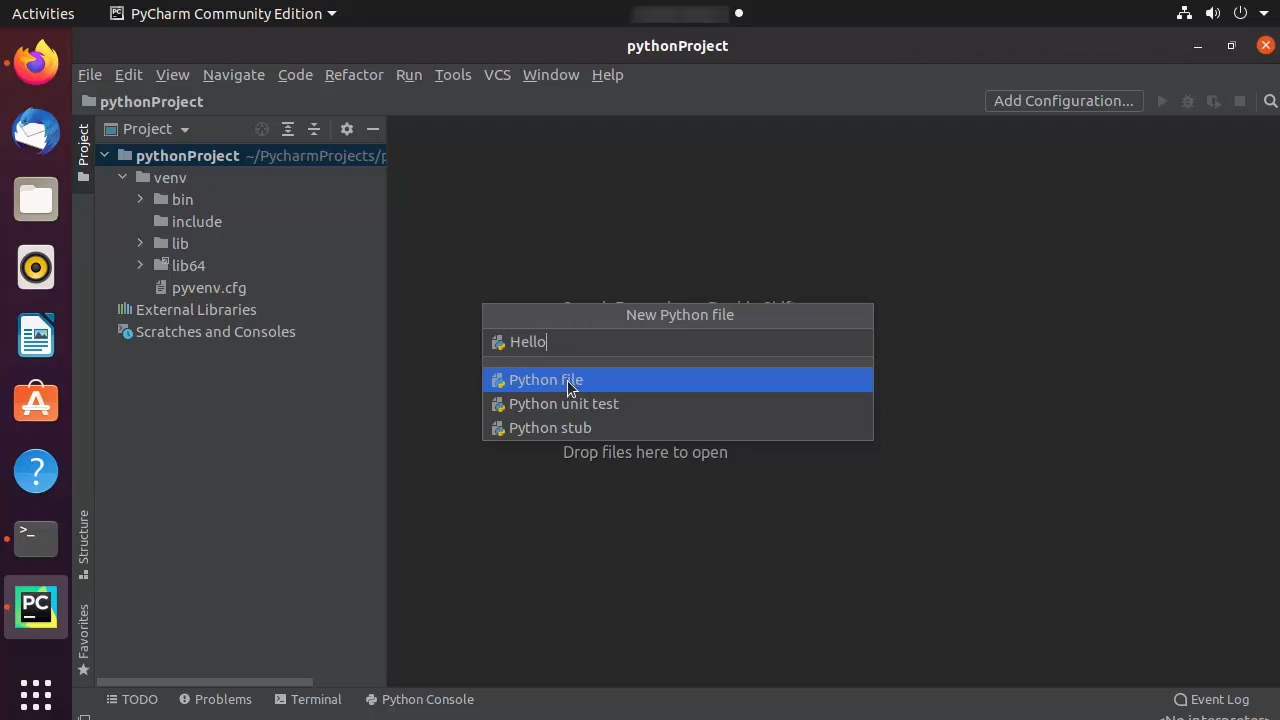 Activities
PyCharm Community Edition
pythonProject
File Edit View Navigate Code Refactor Run Tools VCS Window Help
pythonProject
Add Configuration...
Project
Project
pythonProject ~/PycharmProjects/p
venv
bin
include
lib
lib64
pyvenv.cfg
External Libraries
Scratches and Consoles
New Python file
Hello
Python file
Python unit test
Python stub
Drop files here to open
Structure
Favorites
>_
?
PC
TODO Problems Terminal Python Console
Event Log
<No interpreter>